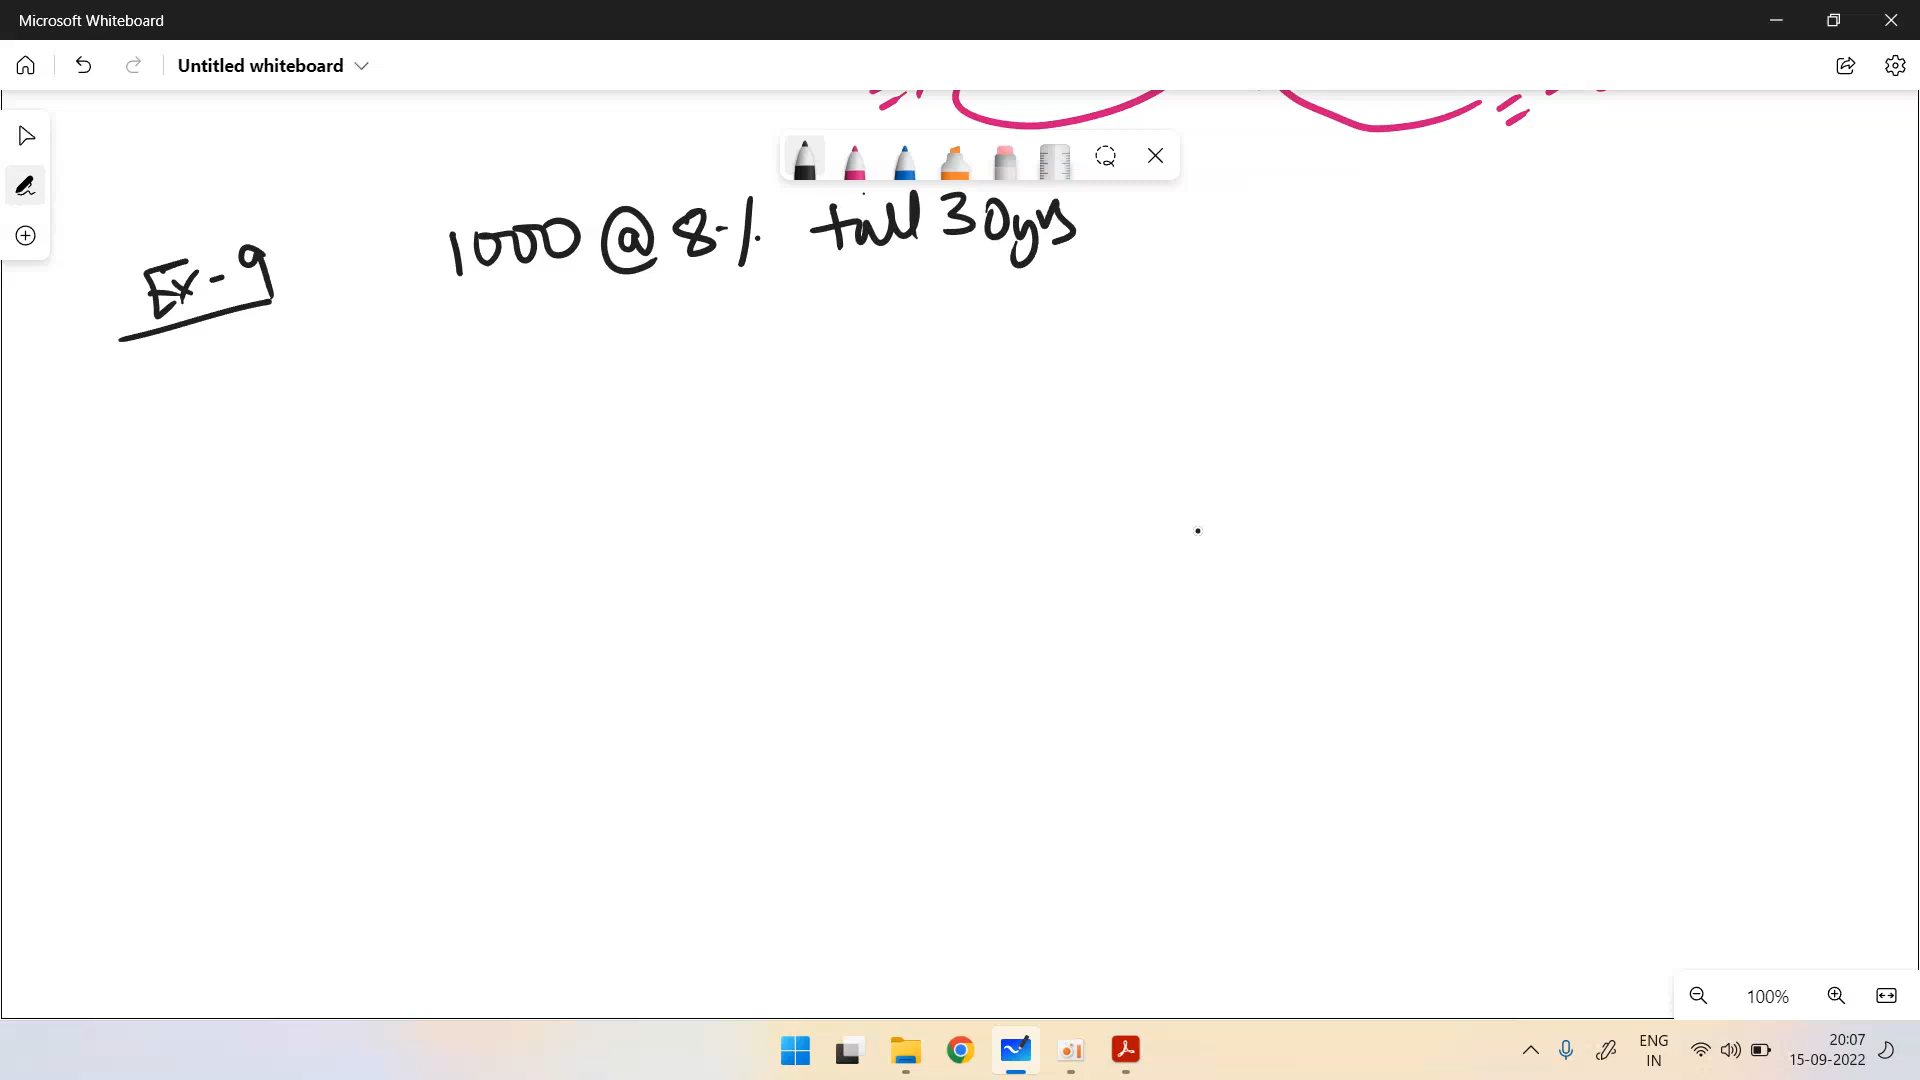 Microsoft Whiteboard
Untitled whiteboard
1000 @ 8% till 30yrs
Ex-9
100%
ENG
IN
20:07
15-09-2022